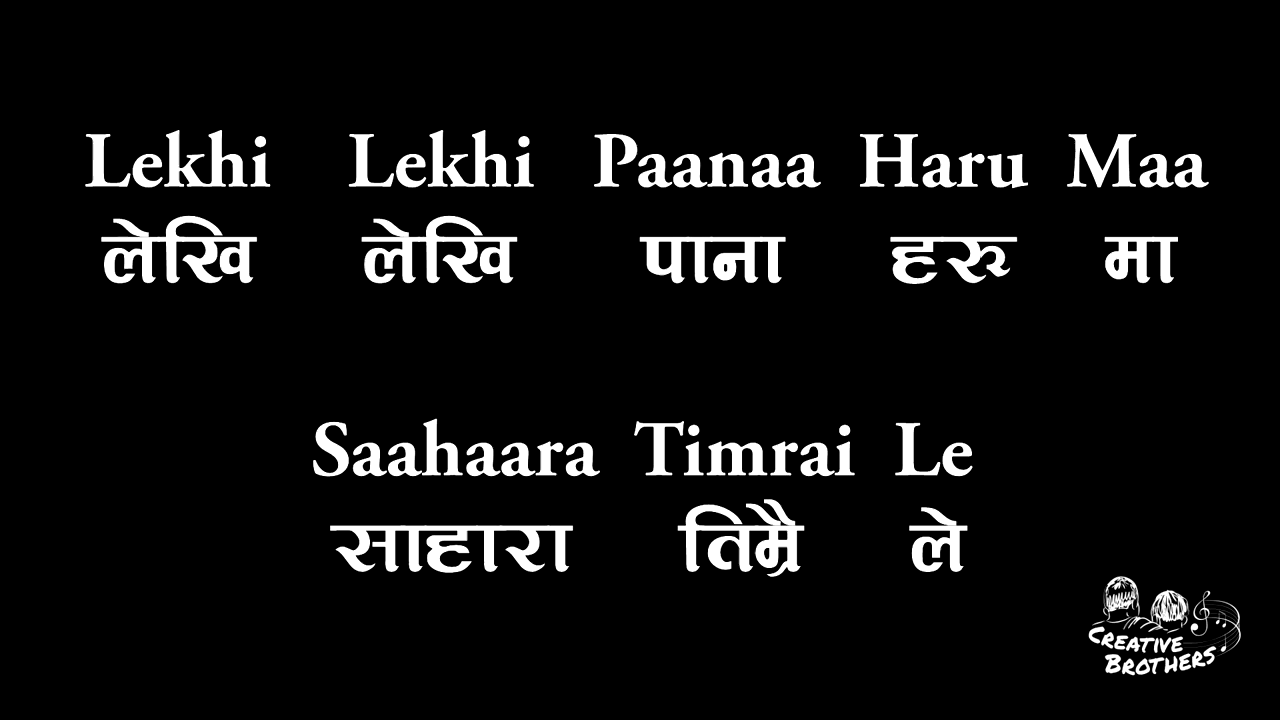 Lekhi Lekhi Paanaa Haru Maa
लेखि लेखि पाना हरु मा
Saahaara Timrai Le
साहारा तिम्रै ले
CREATIVE
BROTHERS